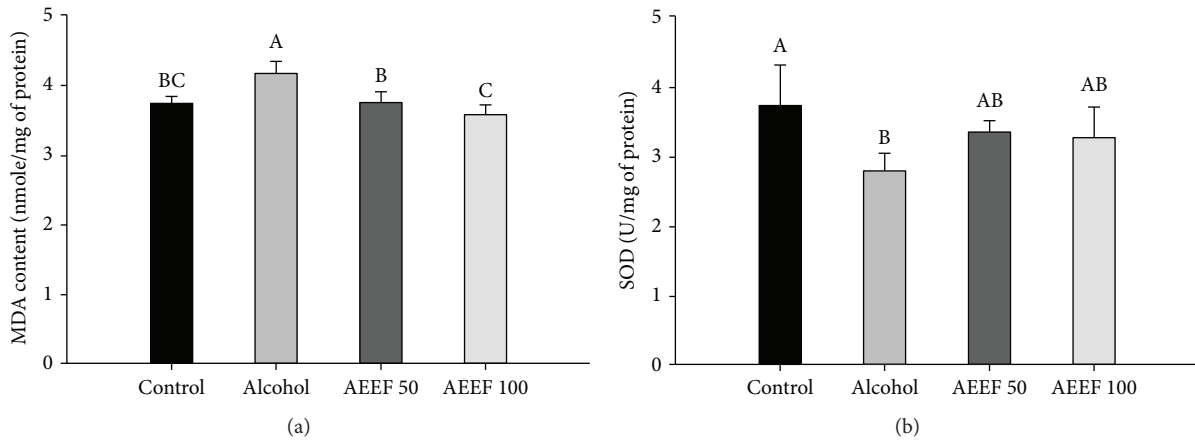 MDA content (nmole/mg of protein)
5
4
3
2
1
0
BC
A
B
C
Control
Alcohol
AEEF 50
AEEF 100
(a)
SOD (U/mg of protein)
5
4
3
2
1
0
A
B
AB
AB
Control
Alcohol
AEEF 50
AEEF 100
(b)